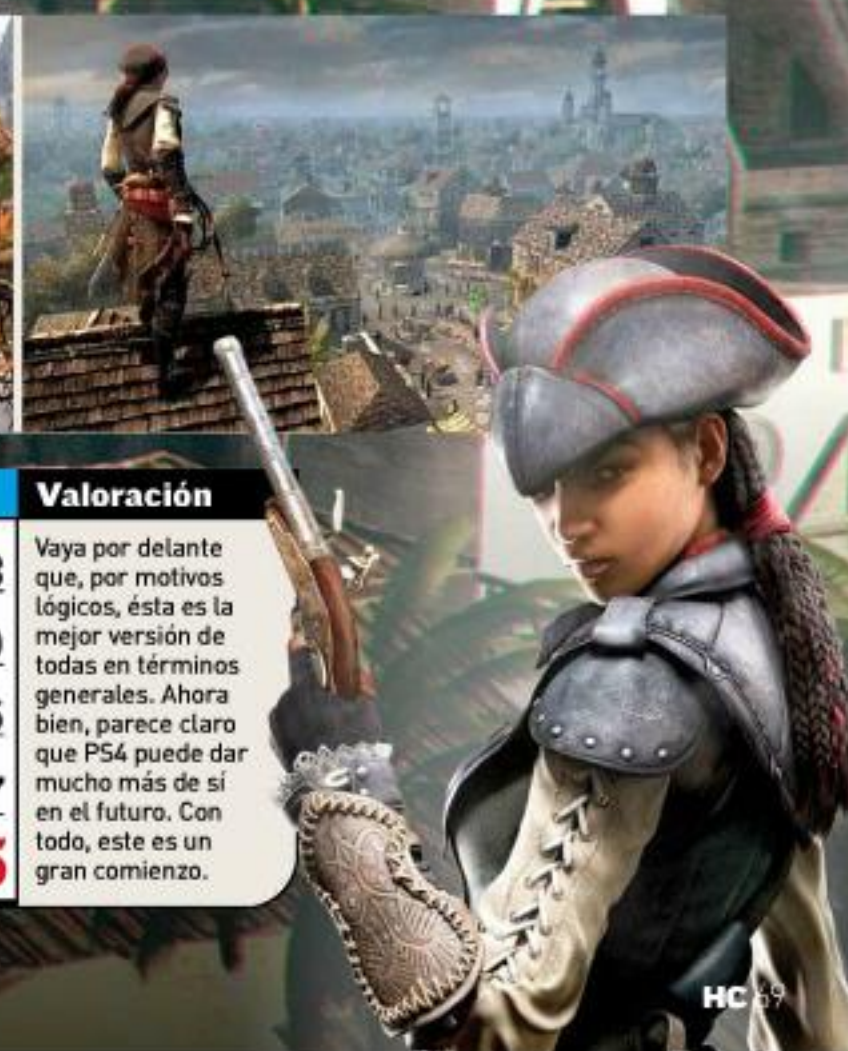 Valoración
Vaya por delante
que, por motivos
lógicos, ésta es la
mejor versión de
todas en términos
generales. Ahora
bien, parece claro
que PS4 puede dar
mucho más de sí
en el futuro. Con
todo, este es un
gran comienzo.
HC 69